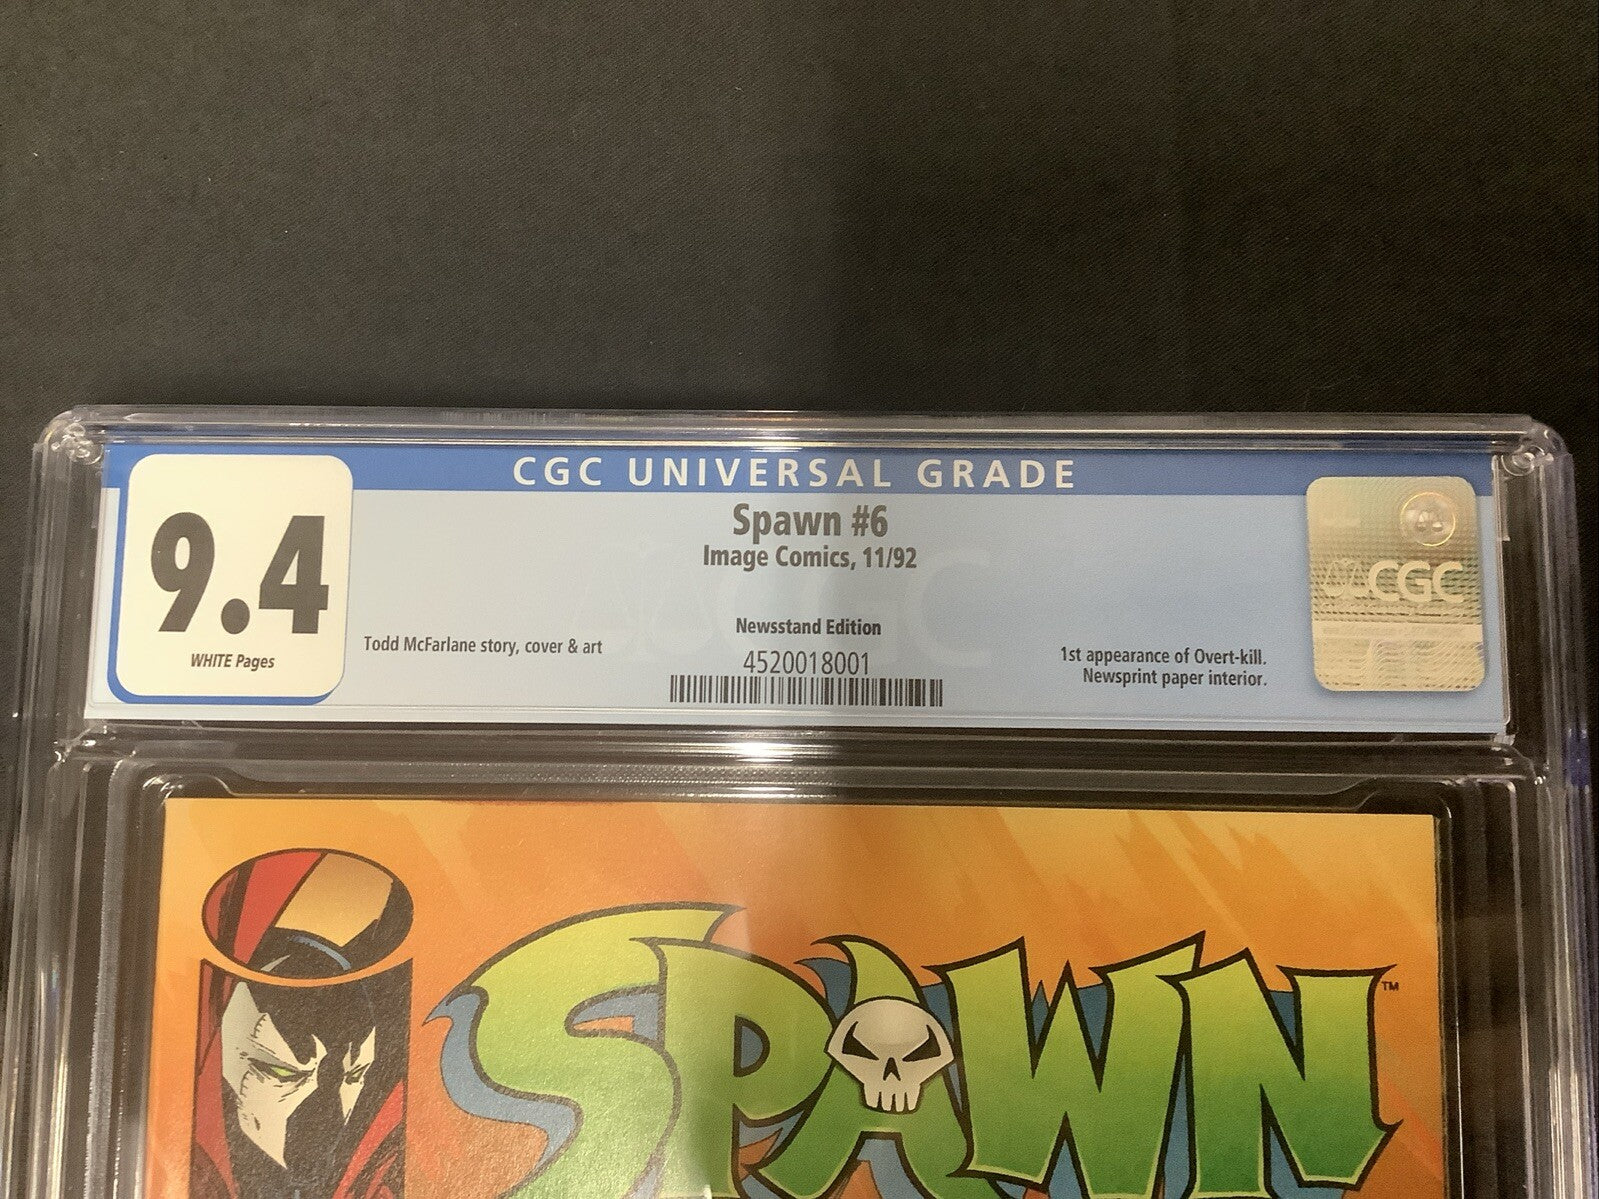 CGC UNIVERSAL GRADE
9.4
WHITE Pages
Spawn #6
Image Comics, 11/92
Newsstand Edition
Todd McFarlane story, cover & art
4520018001
1st appearance of Overt-kill.
Newsprint paper interior.
CGC
SPAWN™